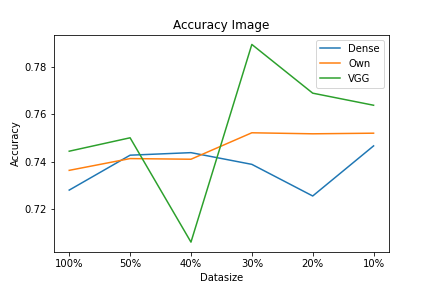 Accuracy Image
Dense
Own
VGG
Accuracy
0.78
0.76
0.74
0.72
100% 50% 40% 30% 20% 10%
Datasize